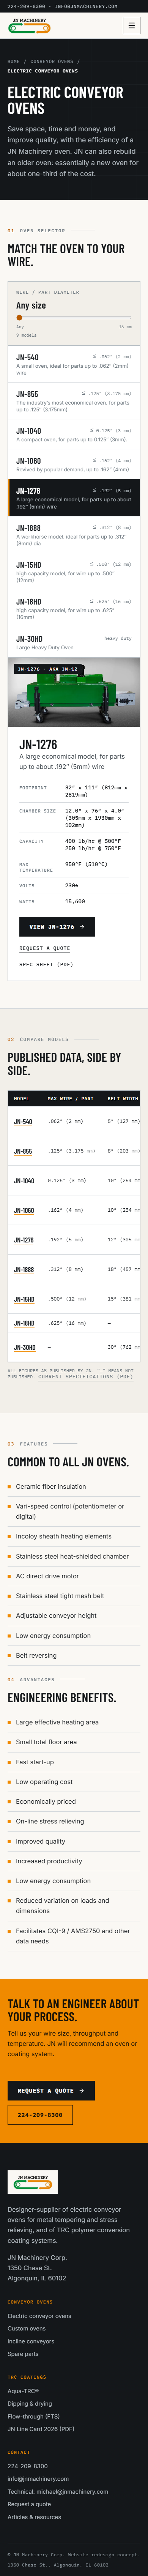 224-209-8300 · INFO@JNMACHINERY.COM
JN MACHINERY
HOME / CONVEYOR OVENS /
ELECTRIC CONVEYOR OVENS
ELECTRIC CONVEYOR
OVENS
Save space, time and money, and
improve quality, with the efficiency of a
JN Machinery oven. JN can also rebuild
an older oven: essentially a new oven for
about one-third of the cost.
01 OVEN SELECTOR
MATCH THE OVEN TO YOUR
WIRE.
WIRE / PART DIAMETER
Any size
Any
16 mm
9 models
JN-540
≤ .062" (2 mm)
A small oven, ideal for parts up to .062" (2mm)
wire
JN-855
≤ .125" (3.175 mm)
The industry's most economical oven, for parts
up to .125" (3.175mm)
JN-1040
≤ 0.125" (3 mm)
A compact oven, for parts up to 0.125" (3mm).
JN-1060
≤ .162" (4 mm)
Revised by popular demand, up to .162" (4mm)
JN-1276
≤ .192" (5 mm)
A large economical model, for parts up to about
.192" (5mm) wire
JN-1888
≤ .312" (8 mm)
A workhorse model, ideal for parts up to .312"
(8mm) dia
JN-15HD
≤ .500" (12 mm)
high capacity model, for wire up to .500"
(12mm)
JN-18HD
≤ .625" (16 mm)
high capacity model, for wire up to .625"
(16mm)
JN-30HD
heavy duty
Large Heavy Duty Oven
JN-1276 · AKA JN-12
JN-1276
A large economical model, for parts
up to about .192" (5mm) wire
FOOTPRINT
32" x 111" (812mm x
2819mm)
CHAMBER SIZE
12.0" x 76" x 4.0"
(305mm x 1930mm x
102mm)
CAPACITY
400 lb/hr @ 500°F
250 lb/hr @ 750°F
MAX
TEMPERATURE
950°F (510°C)
VOLTS
230+
WATTS
15,600
VIEW JN-1276 →
REQUEST A QUOTE
SPEC SHEET (PDF)
02 COMPARE MODELS
PUBLISHED DATA, SIDE BY
SIDE.
MODEL MAX WIRE / PART BELT WIDTH
JN-540 .062" (2 mm) 5" (127 mm)
JN-855 .125" (3.175 mm) 8" (203 mm)
JN-1040 0.125" (3 mm) 10" (254 mm
JN-1060 .162" (4 mm) 10" (254 mm
JN-1276 .192" (5 mm) 12" (305 mm
JN-1888 .312" (8 mm) 18" (457 mm
JN-15HD .500" (12 mm) 15" (381 mm
JN-18HD .625" (16 mm) —
JN-30HD — 30" (762 mm
ALL FIGURES AS PUBLISHED BY JN. "—" MEANS NOT
PUBLISHED. CURRENT SPECIFICATIONS (PDF)
03 FEATURES
COMMON TO ALL JN OVENS.
Ceramic fiber insulation
Vari-speed control (potentiometer or
digital)
Incoloy sheath heating elements
Stainless steel heat-shielded chamber
AC direct drive motor
Stainless steel tight mesh belt
Adjustable conveyor height
Low energy consumption
Belt reversing
04 ADVANTAGES
ENGINEERING BENEFITS.
Large effective heating area
Small total floor area
Fast start-up
Low operating cost
Economically priced
On-line stress relieving
Improved quality
Increased productivity
Low energy consumption
Reduced variation on loads and
dimensions
Facilitates CQI-9 / AMS2750 and other
data needs
TALK TO AN ENGINEER ABOUT
YOUR PROCESS.
Tell us your wire size, throughput and
temperature. JN will recommend an oven or
coating system.
REQUEST A QUOTE →
224-209-8300
JN MACHINERY
Designer-supplier of electric conveyor
ovens for metal tempering and stress
relieving, and of TRC polymer conversion
coating systems.
JN Machinery Corp.
1350 Chase St.
Algonquin, IL 60102
CONVEYOR OVENS
Electric conveyor ovens
Custom ovens
Incline conveyors
Spare parts
TRC COATINGS
Aqua-TRC®
Dipping & drying
Flow-through (FTS)
JN Line Card 2026 (PDF)
CONTACT
224-209-8300
info@jnmachinery.com
Technical: michael@jnmachinery.com
Request a quote
Articles & resources
© JN Machinery Corp. Website redesign concept.
1350 Chase St., Algonquin, IL 60102